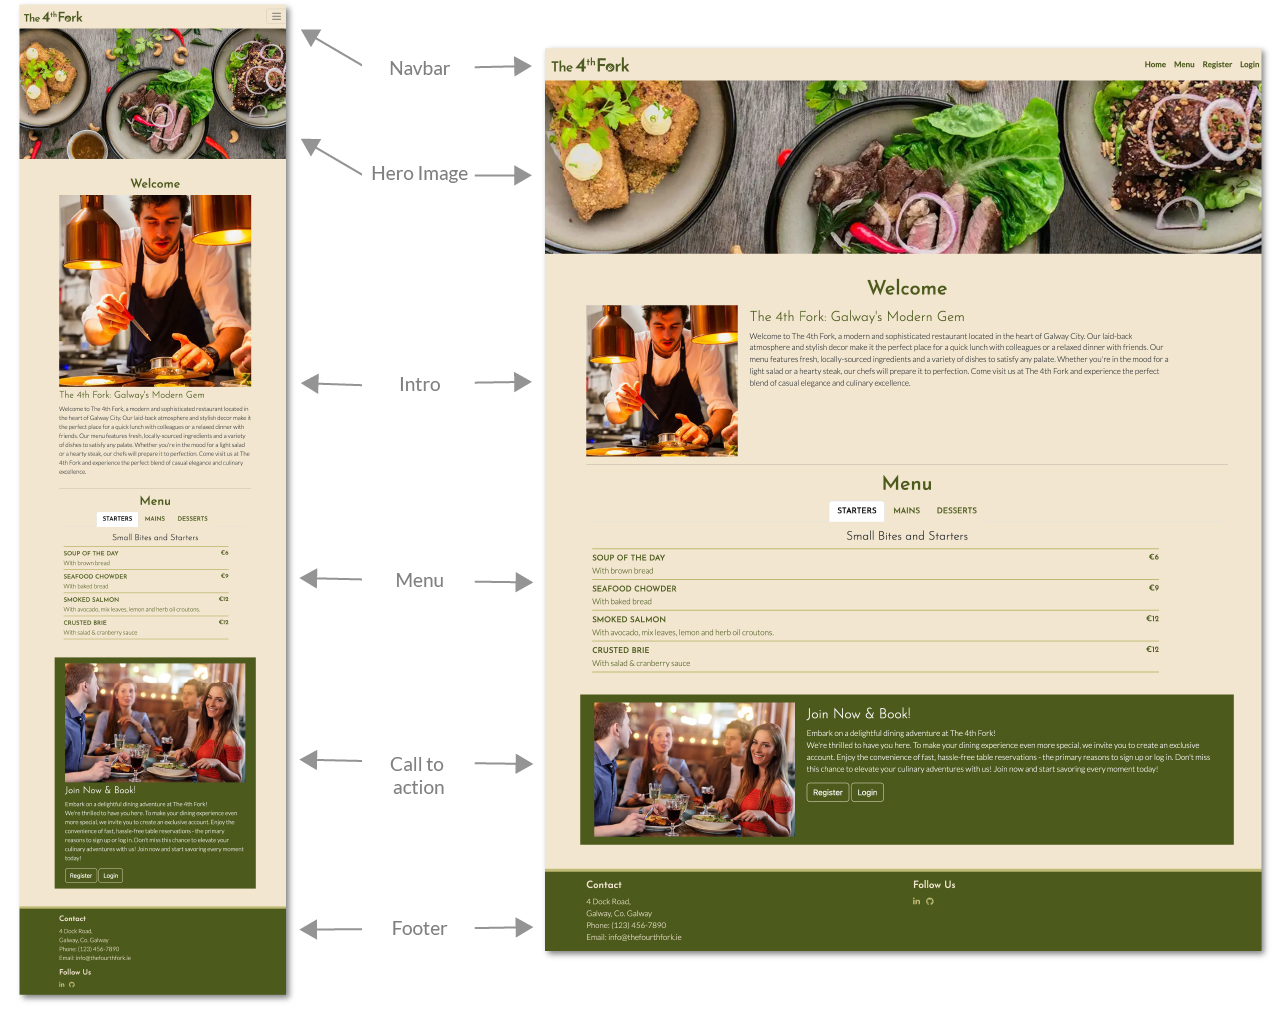 The 4th Fork
Welcome
The 4th Fork: Galway's Modern Gem
Welcome to The 4th Fork, a modern and sophisticated restaurant located in
the heart of Galway City. Our laid-back atmosphere and stylish decor make it
the perfect place for a quick lunch with colleagues or a relaxed dinner with
friends. Our menu features fresh, locally-sourced ingredients and a variety
of dishes to satisfy any palate. Whether you're in the mood for a light salad
or a hearty steak, our chefs will prepare it to perfection. Come visit us at The
4th Fork and experience the perfect blend of casual elegance and culinary
excellence.
Menu
STARTERS MAINS DESSERTS
Small Bites and Starters
SOUP OF THE DAY €6
With brown bread
SEAFOOD CHOWDER €9
With baked bread
SMOKED SALMON €12
With avocado, mix leaves, lemon and herb oil croutons.
CRUSTED BRIE €12
With salad & cranberry sauce
Join Now & Book!
Embark on a delightful dining adventure at The 4th Fork!
We're thrilled to have you here. To make your dining experience even
more special, we invite you to create an exclusive account. Enjoy the
convenience of fast, hassle-free table reservations - the primary
reasons to sign up or log in. Don't miss this chance to elevate your
culinary adventures with us! Join now and start savoring every moment
today!
Register Login
Contact
4 Dock Road,
Galway, Co. Galway
Phone: (123) 456-7890
Email: info@thefourthfork.ie
Follow Us
Navbar
Hero Image
Intro
Menu
Call to
action
Footer
The 4th Fork
Home Menu Register Login
Welcome
The 4th Fork: Galway's Modern Gem
Welcome to The 4th Fork, a modern and sophisticated restaurant located in the heart of Galway City. Our laid-back
atmosphere and stylish decor make it the perfect place for a quick lunch with colleagues or a relaxed dinner with friends. Our
menu features fresh, locally-sourced ingredients and a variety of dishes to satisfy any palate. Whether you're in the mood for a
light salad or a hearty steak, our chefs will prepare it to perfection. Come visit us at The 4th Fork and experience the perfect
blend of casual elegance and culinary excellence.
Menu
STARTERS MAINS DESSERTS
Small Bites and Starters
SOUP OF THE DAY €6
With brown bread
SEAFOOD CHOWDER €9
With baked bread
SMOKED SALMON €12
With avocado, mix leaves, lemon and herb oil croutons.
CRUSTED BRIE €12
With salad & cranberry sauce
Join Now & Book!
Embark on a delightful dining adventure at The 4th Fork!
We're thrilled to have you here. To make your dining experience even more special, we invite you to create an exclusive
account. Enjoy the convenience of fast, hassle-free table reservations - the primary reasons to sign up or log in. Don't miss
this chance to elevate your culinary adventures with us! Join now and start savoring every moment today!
Register Login
Contact
4 Dock Road,
Galway, Co. Galway
Phone: (123) 456-7890
Email: info@thefourthfork.ie
Follow Us